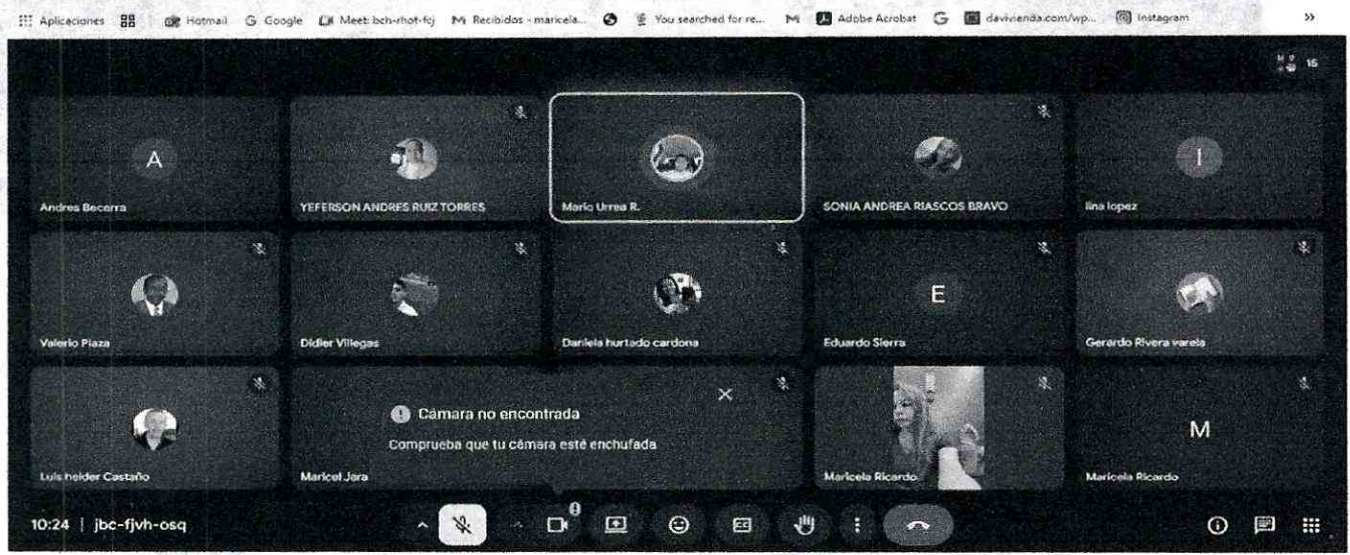 Aplicaciones Hotmail G Google Meet: bch-rhot-fcj Recibidos - maricela... You searched for re... Adobe Acrobat davivienda.com/wp... Instagram »
15
A I
Andres Becerra YEFERSON ANDRES RUIZ TORRES Mario Urrea R. SONIA ANDREA RIASCOS BRAVO lina lopez
E
Valerio Plaza Didier Villegas Daniela hurtado cardona Eduardo Sierra Gerardo Rivera varela
Cámara no encontrada
Comprueba que tu cámara esté enchufada
M
Luis helder Castaño Maricel Jara Maricela Ricardo Maricela Ricardo
10:24 | jbc-fjvh-osq